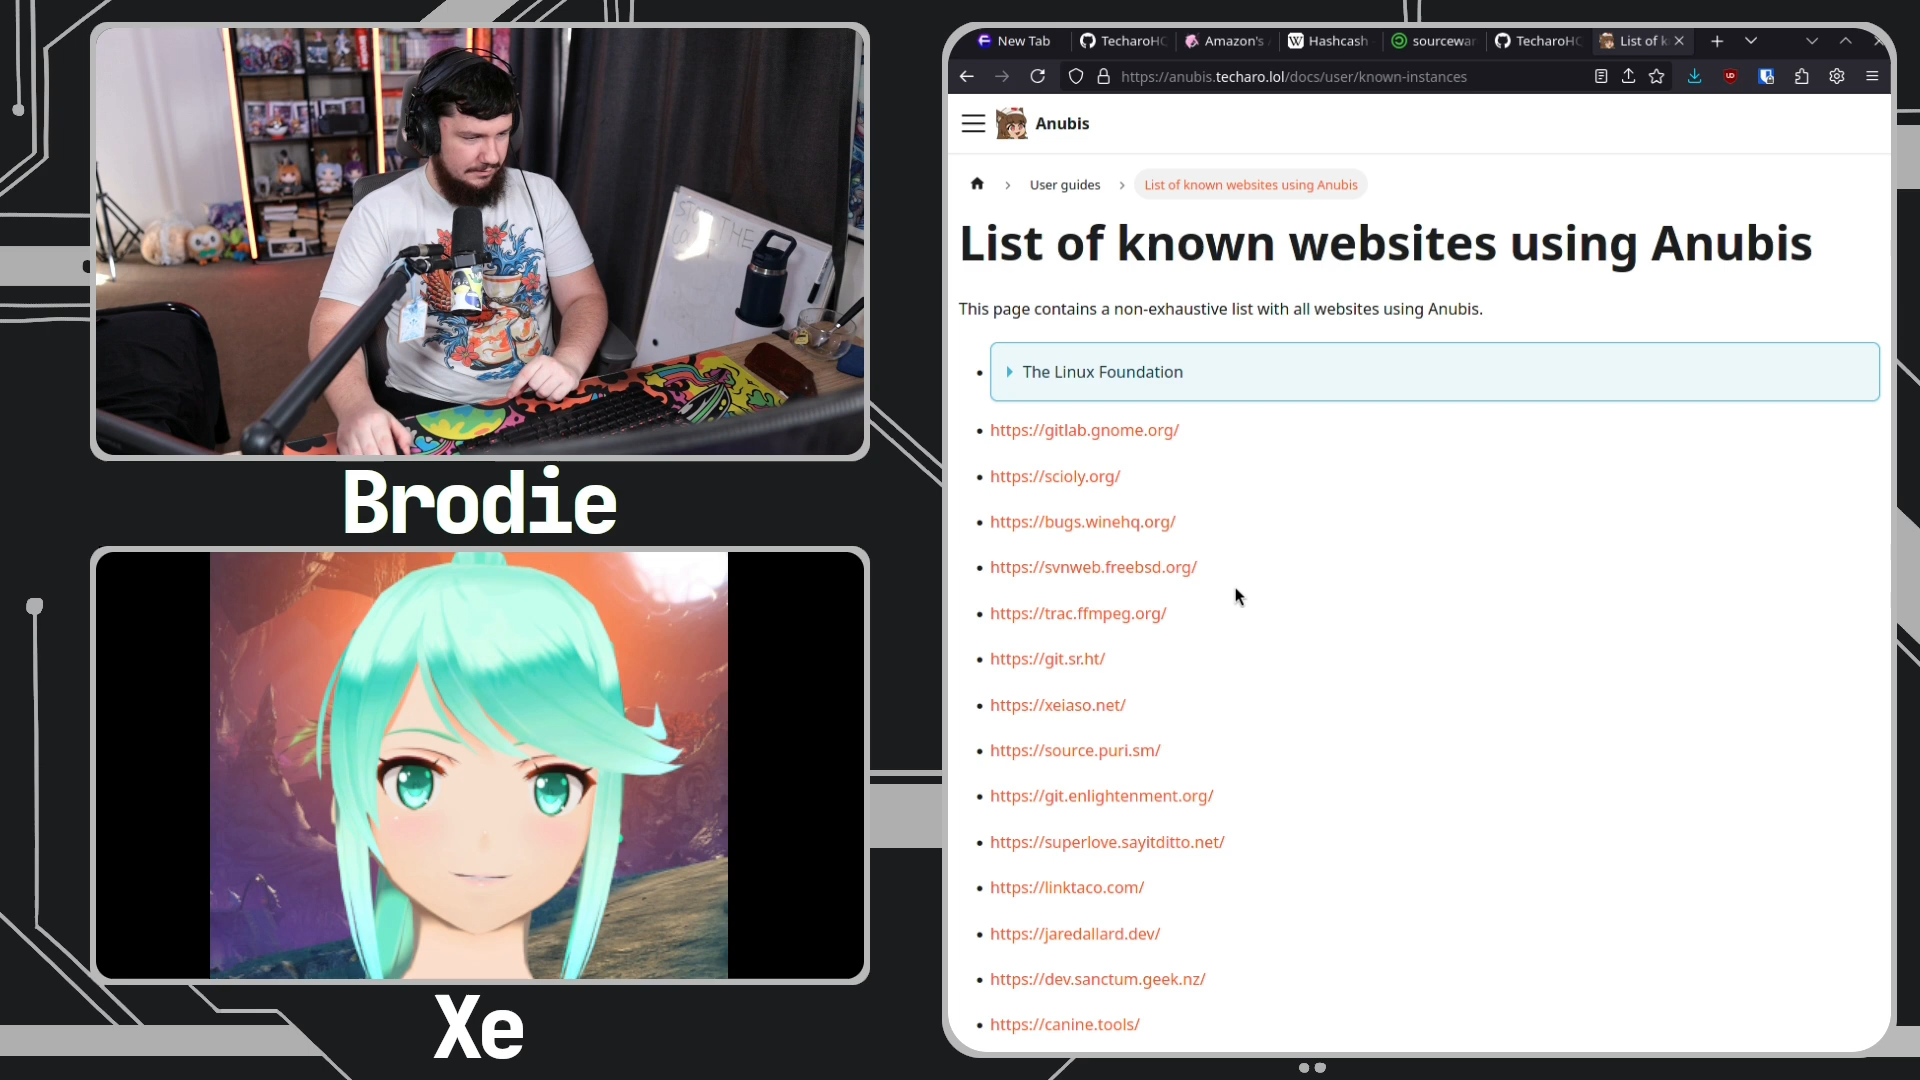 STOP THE
Brodie
Xe
New Tab
TecharoHC
Amazon's
Hashcash
sourcewar
TecharoHC
List of k
https://anubis.techaro.lol/docs/user/known-instances
Anubis
User guides
List of known websites using Anubis
List of known websites using Anubis
This page contains a non-exhaustive list with all websites using Anubis.
The Linux Foundation
https://gitlab.gnome.org/
https://scioly.org/
https://bugs.winehq.org/
https://svnweb.freebsd.org/
https://trac.ffmpeg.org/
https://git.sr.ht/
https://xeiaso.net/
https://source.puri.sm/
https://git.enlightenment.org/
https://superlove.sayitditto.net/
https://linktaco.com/
https://jaredallard.dev/
https://dev.sanctum.geek.nz/
https://canine.tools/